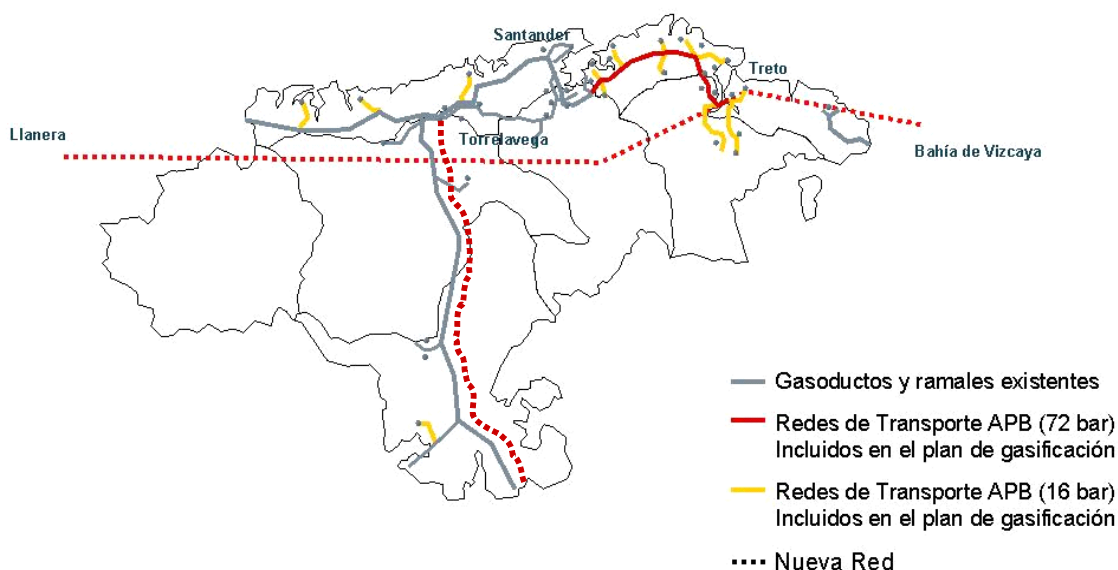 Santander
Treto
Llanera
Torrelavega
Bahía de Vizcaya
Gasoductos y ramales existentes
Redes de Transporte APB (72 bar)
Incluidos en el plan de gasificación
Redes de Transporte APB (16 bar)
Incluidos en el plan de gasificación
Nueva Red